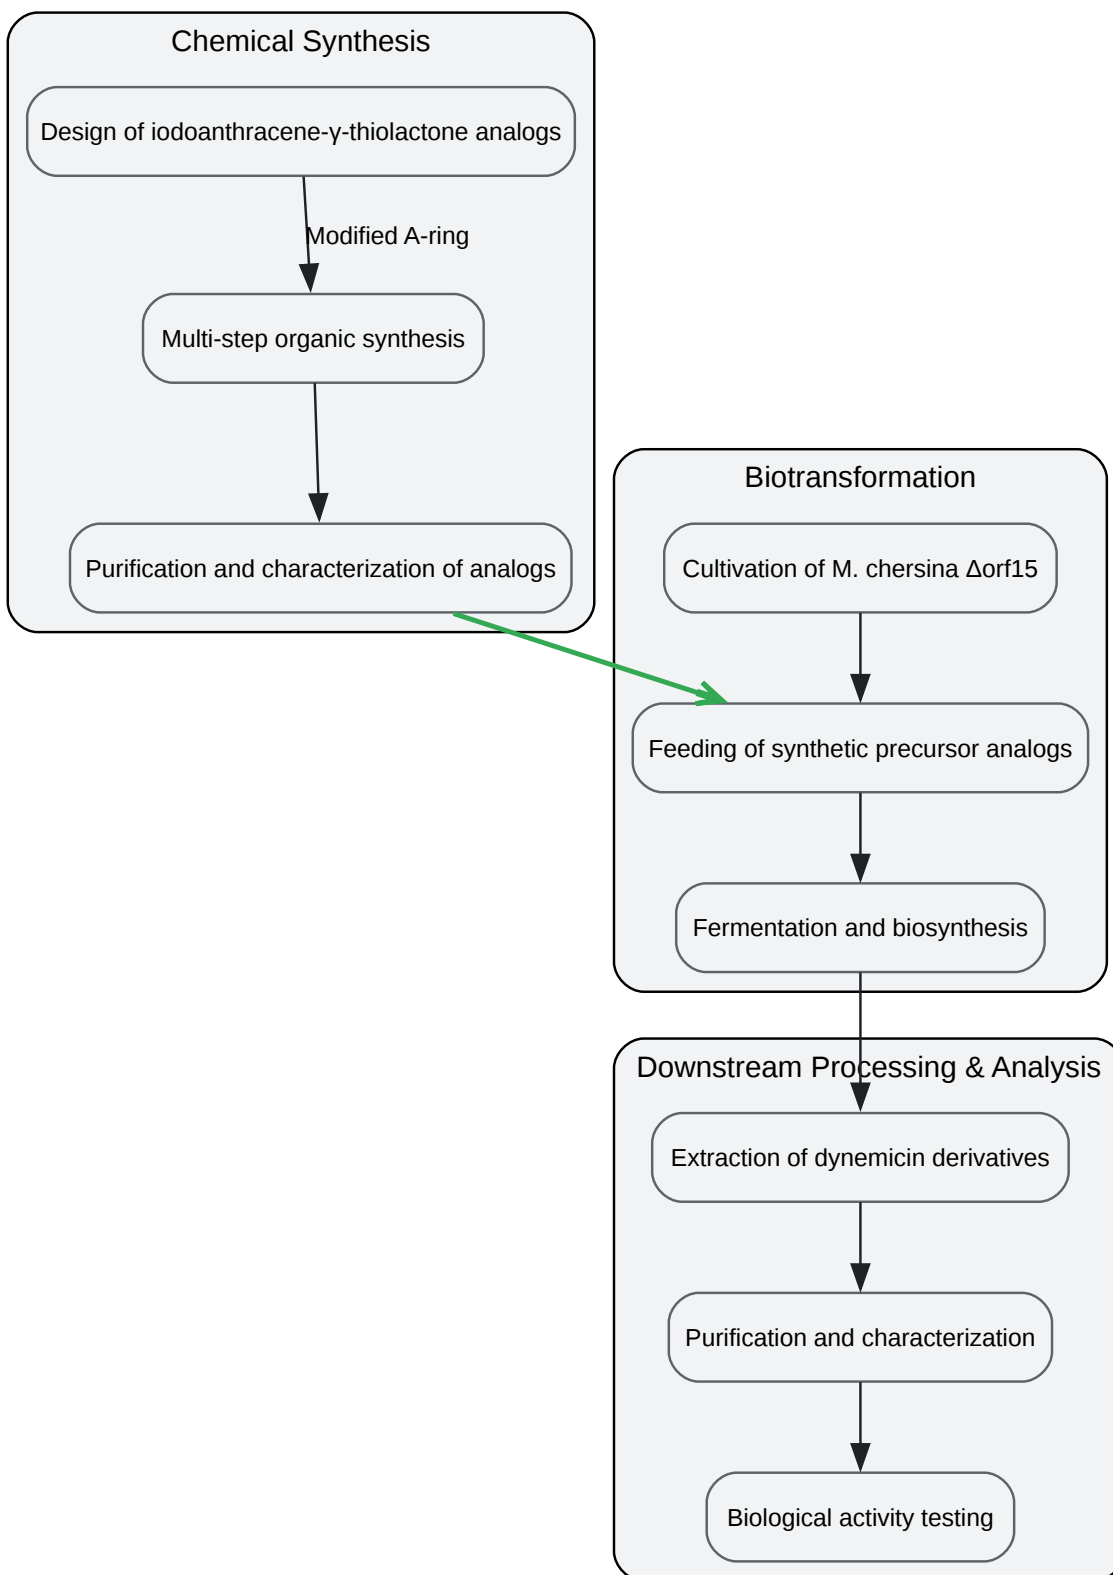 Chemical Synthesis
Design of iodoanthracene-γ-thiolactone analogs
Modified A-ring
Multi-step organic synthesis
Purification and characterization of analogs
Biotransformation
Cultivation of M. chersina Δorf15
Feeding of synthetic precursor analogs
Fermentation and biosynthesis
Downstream Processing & Analysis
Extraction of dynemicin derivatives
Purification and characterization
Biological activity testing